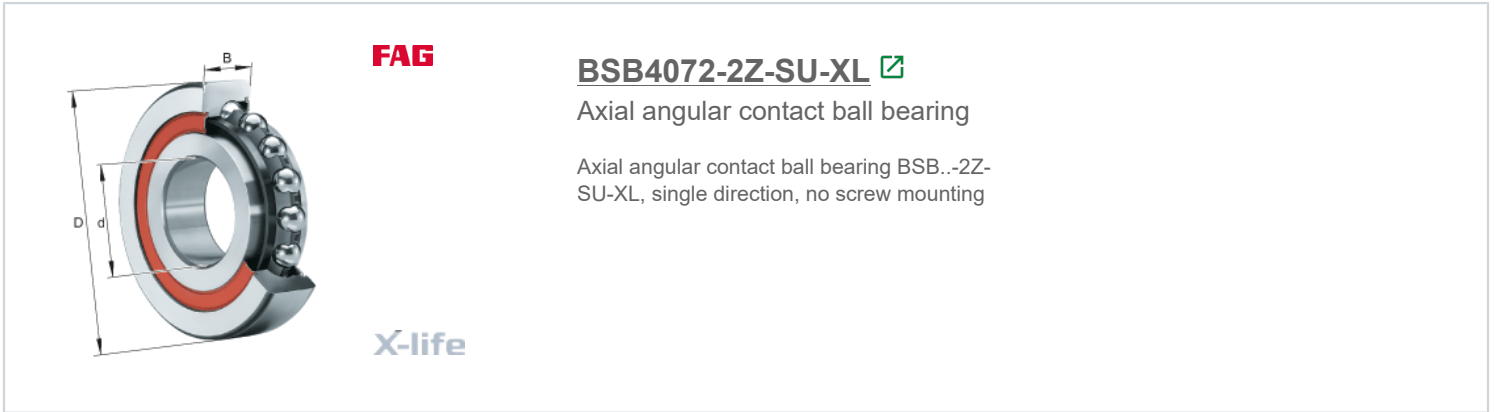 B
D
d
FAG
X-life
BSB4072-2Z-SU-XL
Axial angular contact ball bearing
Axial angular contact ball bearing BSB..-2Z-
SU-XL, single direction, no screw mounting